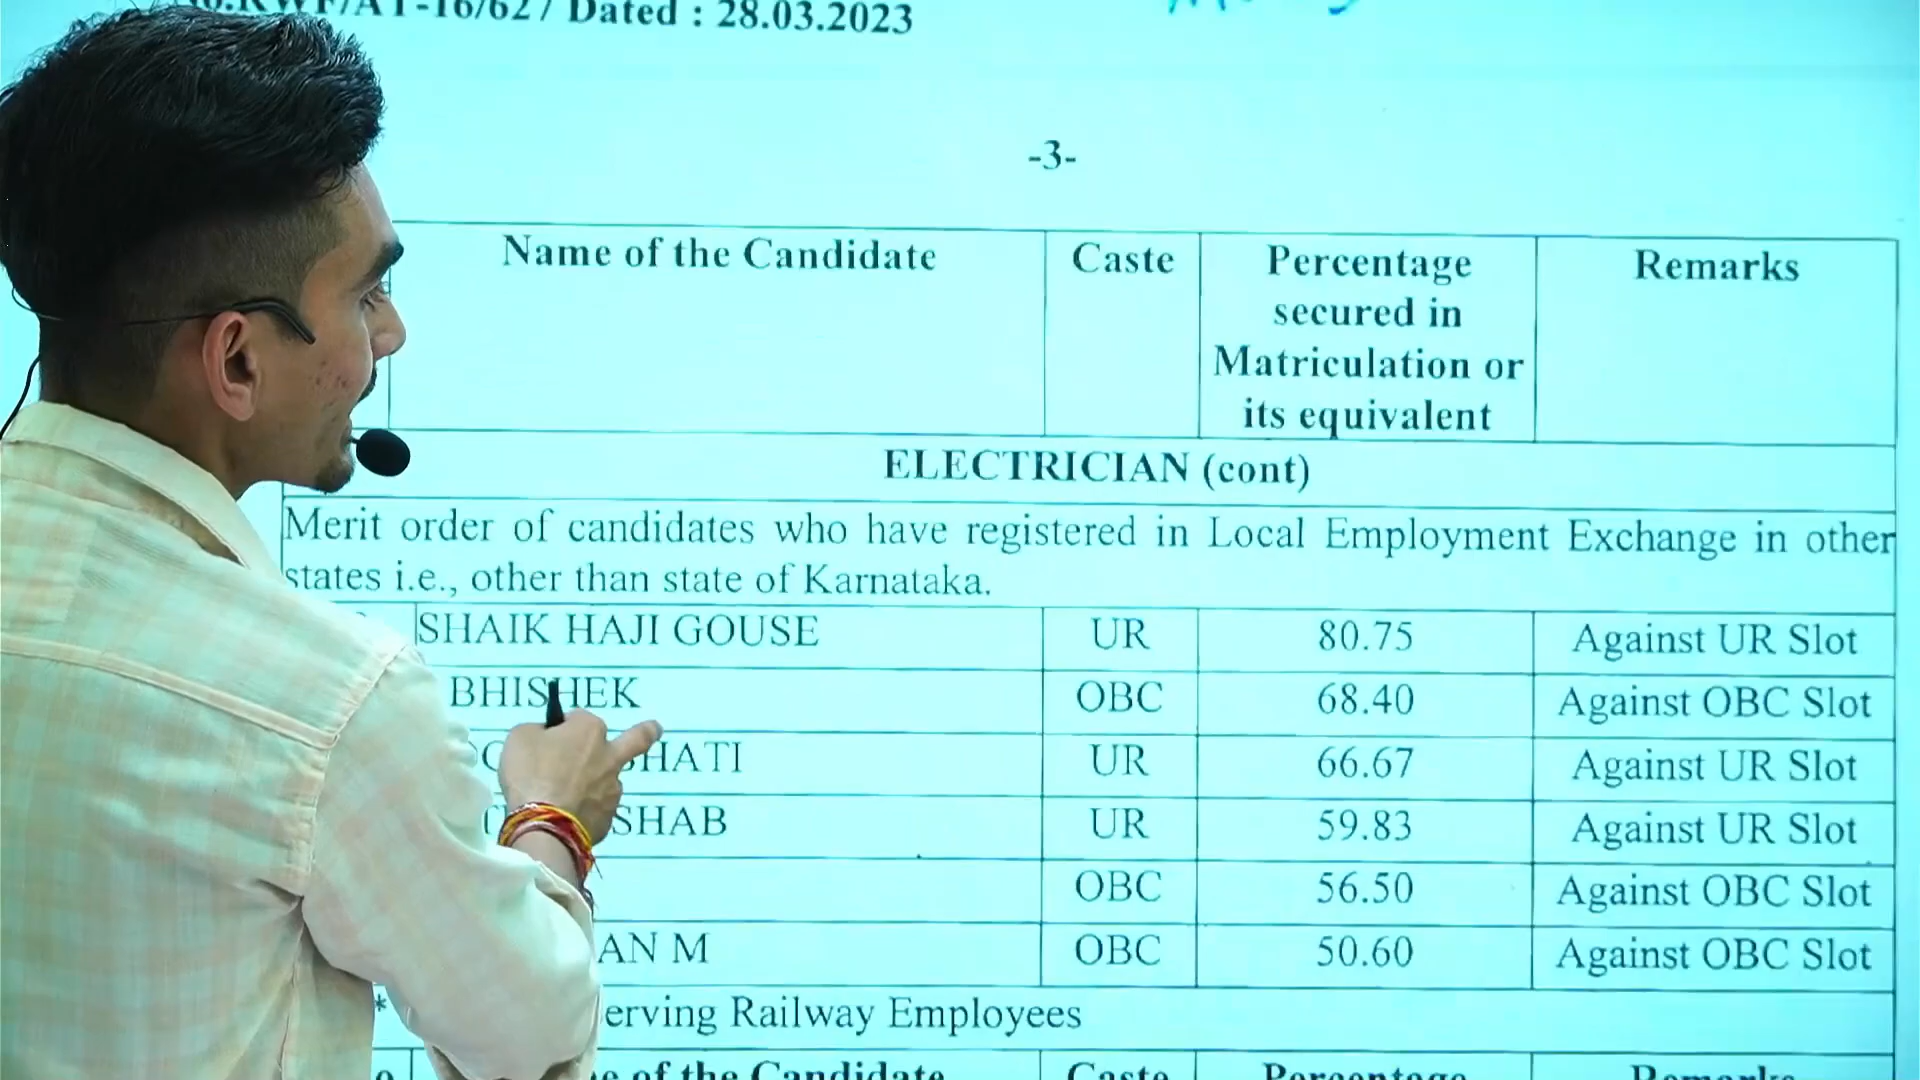 Dated : 28.03.2023
-3-
Name of the Candidate Caste Percentage secured in Matriculation or its equivalent Remarks
ELECTRICIAN (cont)
Merit order of candidates who have registered in Local Employment Exchange in other
states i.e., other than state of Karnataka.
SHAIK HAJI GOUSE UR 80.75 Against UR Slot
BHISHEK OBC 68.40 Against OBC Slot
HATI UR 66.67 Against UR Slot
SHAB UR 59.83 Against UR Slot
OBC 56.50 Against OBC Slot
AN M OBC 50.60 Against OBC Slot
* erving Railway Employees
of the Candidate Caste Percentage Remarks